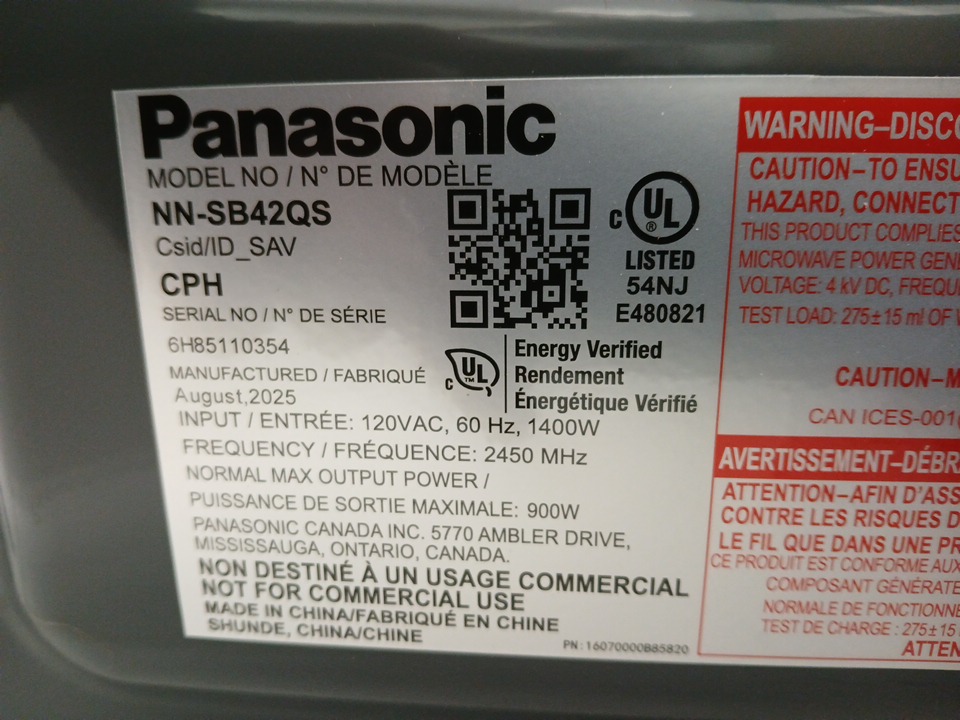 Panasonic
MODEL NO / N° DE MODÈLE
NN-SB42QS
Csid/ID_SAV
CPH
SERIAL NO / N° DE SÉRIE
6H85110354
MANUFACTURED / FABRIQUÉ
August,2025
C UL ®
LISTED
54NJ
E480821
C UL TM
Energy Verified
Rendement
Énergétique Vérifié
INPUT / ENTRÉE: 120VAC, 60 Hz, 1400W
FREQUENCY / FRÉQUENCE: 2450 MHz
NORMAL MAX OUTPUT POWER /
PUISSANCE DE SORTIE MAXIMALE: 900W
PANASONIC CANADA INC. 5770 AMBLER DRIVE,
MISSISSAUGA, ONTARIO, CANADA.
NON DESTINÉ À UN USAGE COMMERCIAL
NOT FOR COMMERCIAL USE
MADE IN CHINA/FABRIQUÉ EN CHINE
SHUNDE, CHINA/CHINE
PN:16070000B85820
WARNING–DISCO
CAUTION–TO ENSU
HAZARD, CONNECT
THIS PRODUCT COMPLIES
MICROWAVE POWER GEN
VOLTAGE: 4 kV DC, FREQU
TEST LOAD: 275±15 ml OF
CAUTION–M
CAN ICES-001
AVERTISSEMENT–DÉBR
ATTENTION–AFIN D'ASS
CONTRE LES RISQUES D
LE FIL QUE DANS UNE PR
CE PRODUIT EST CONFORME AUX
COMPOSANT GÉNÉRATE
NORMALE DE FONCTIONNE
TEST DE CHARGE : 275±15
ATTEN